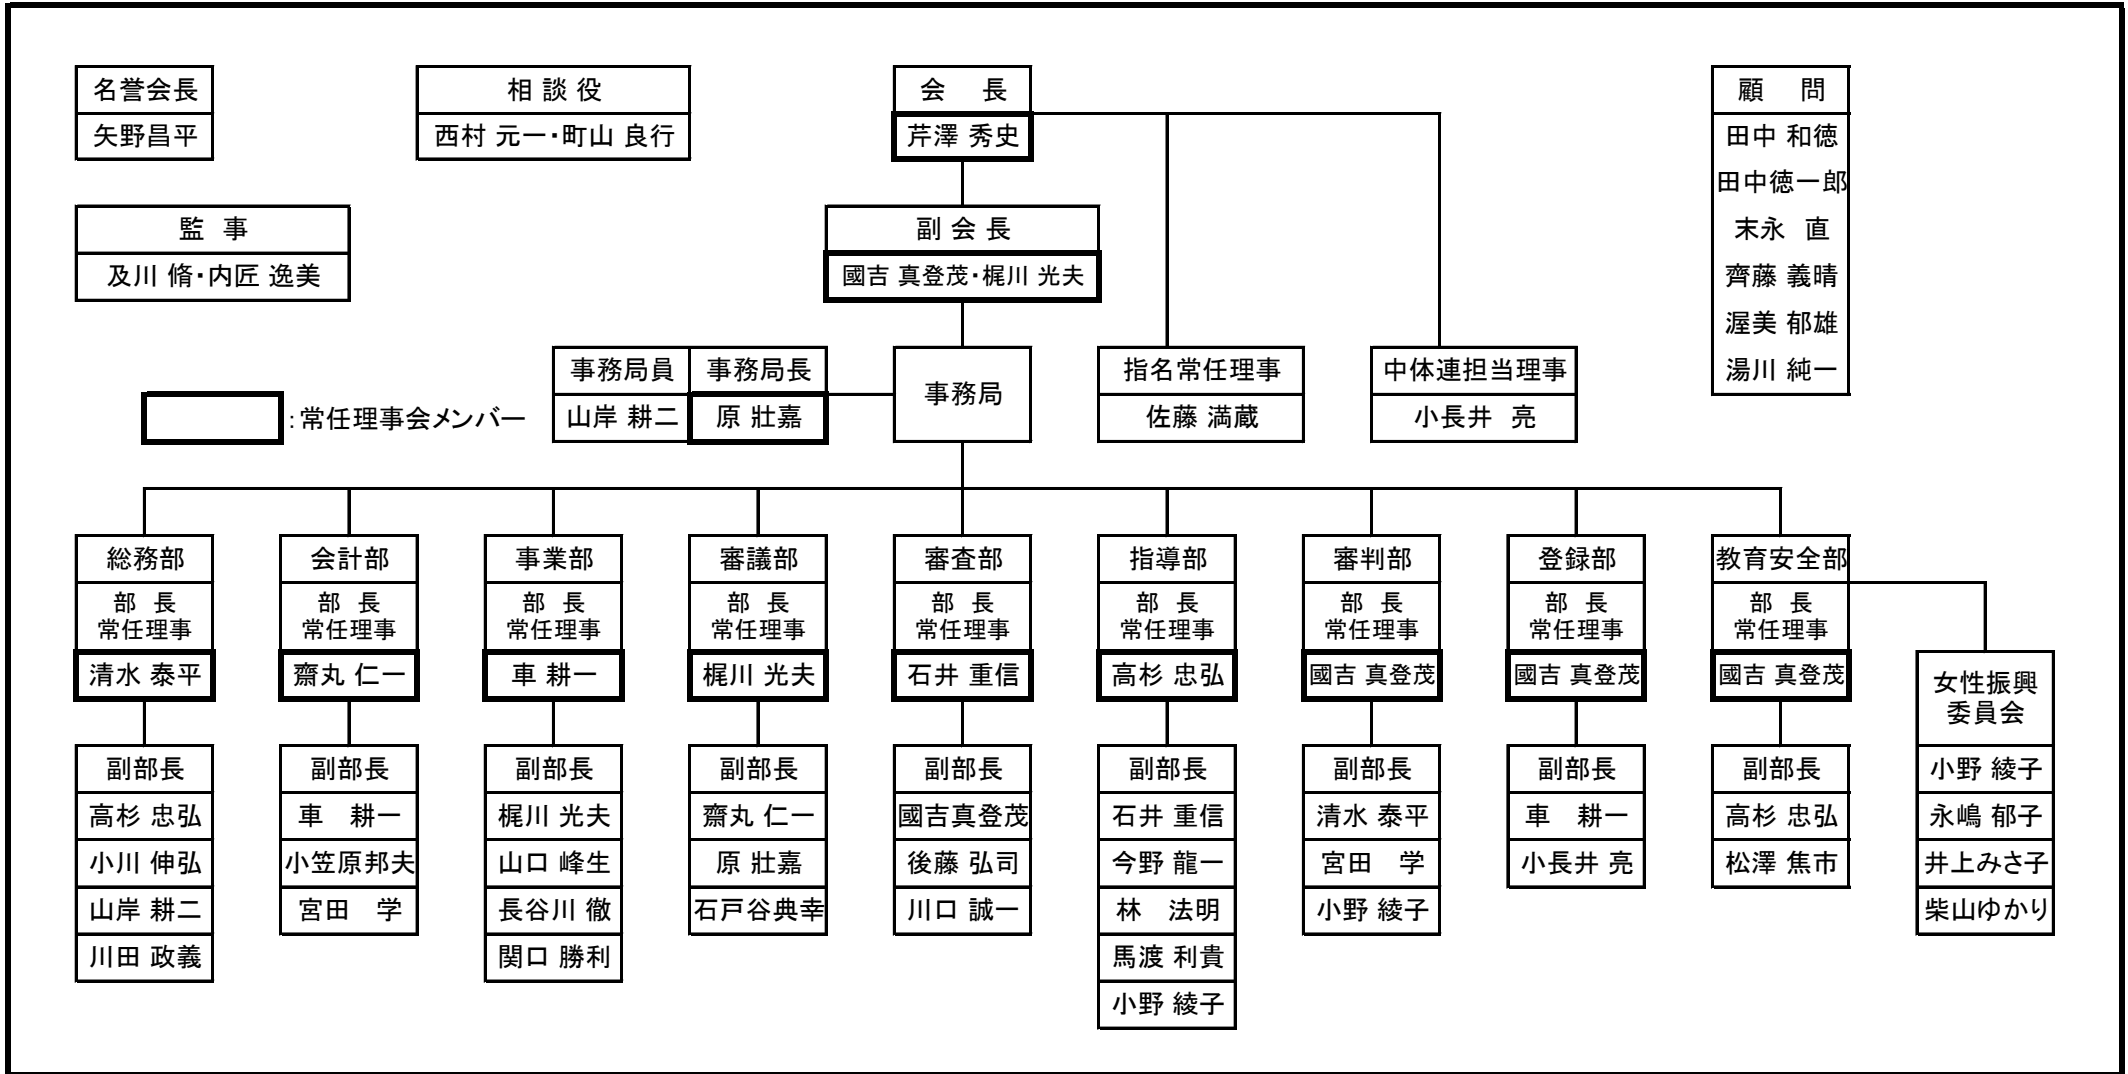 名誉会長
矢野昌平
相 談 役
西村 元一・町山 良行
会 長
芹澤 秀史
顧 問
田中 和徳
田中徳一郎
末永 直
齊藤 義晴
渥美 郁雄
湯川 純一
監 事
及川 脩・内匠 逸美
副 会 長
國吉 真登茂・梶川 光夫
事務局員
山岸 耕二
事務局長
原 壯嘉
事務局
指名常任理事
佐藤 満蔵
中体連担当理事
小長井 亮
:常任理事会メンバー
総務部
部 長
常任理事
清水 泰平
副部長
高杉 忠弘
小川 伸弘
山岸 耕二
川田 政義
会計部
部 長
常任理事
齋丸 仁一
副部長
車 耕一
小笠原邦夫
宮田 学
事業部
部 長
常任理事
車 耕一
副部長
梶川 光夫
山口 峰生
長谷川 徹
関口 勝利
審議部
部 長
常任理事
梶川 光夫
副部長
齋丸 仁一
原 壯嘉
石戸谷典幸
審査部
部 長
常任理事
石井 重信
副部長
國吉真登茂
後藤 弘司
川口 誠一
指導部
部 長
常任理事
高杉 忠弘
副部長
石井 重信
今野 龍一
林 法明
馬渡 利貴
小野 綾子
審判部
部 長
常任理事
國吉 真登茂
副部長
清水 泰平
宮田 学
小野 綾子
登録部
部 長
常任理事
國吉 真登茂
副部長
車 耕一
小長井 亮
教育安全部
部 長
常任理事
國吉 真登茂
副部長
高杉 忠弘
松澤 焦市
女性振興
委員会
小野 綾子
永嶋 郁子
井上みさ子
柴山ゆかり